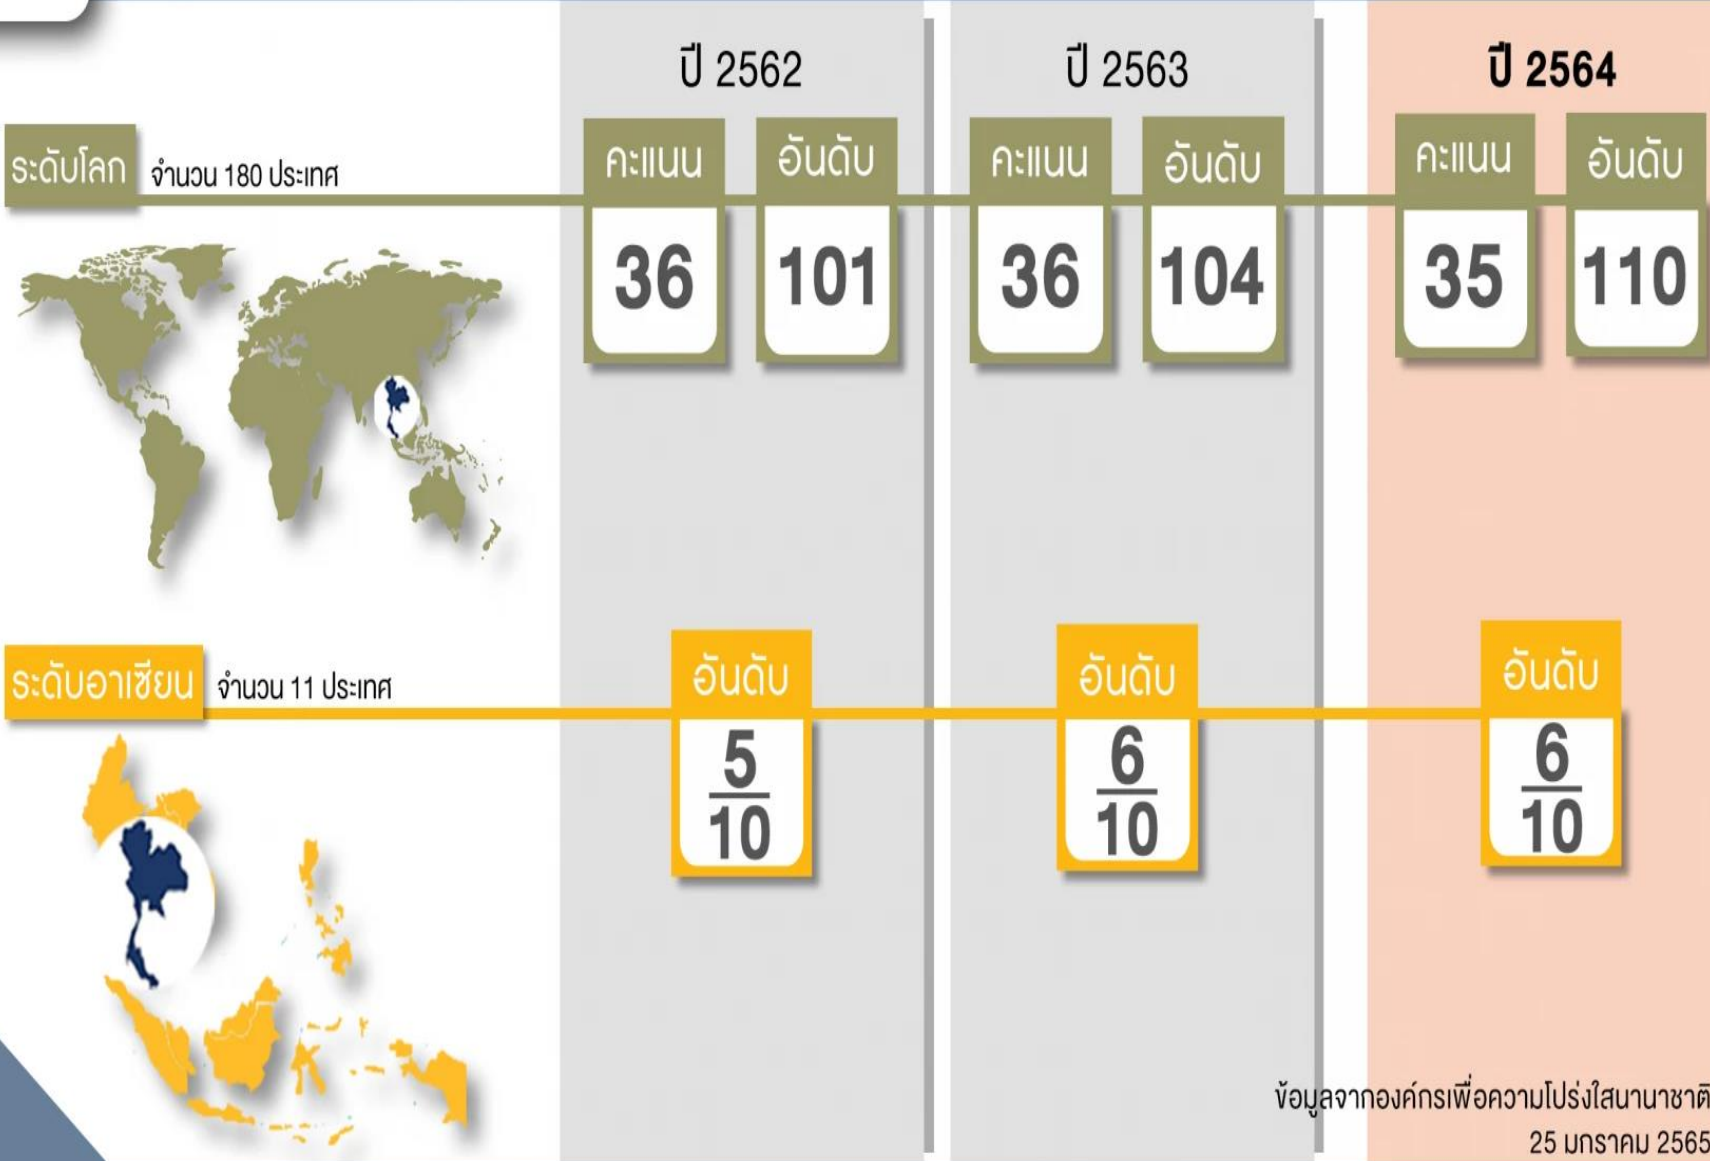 ปี 2562
ปี 2563
ปี 2564
ระดับโลก จำนวน 180 ประเทศ
คะแนน อันดับ คะแนน อันดับ คะแนน อันดับ
36 101 36 104 35 110
ระดับอาเซียน จำนวน 11 ประเทศ
อันดับ อันดับ อันดับ
5 6 6
10 10 10
ข้อมูลจากองค์กรเพื่อความโปร่งใสนานาชาติ
25 มกราคม 2565